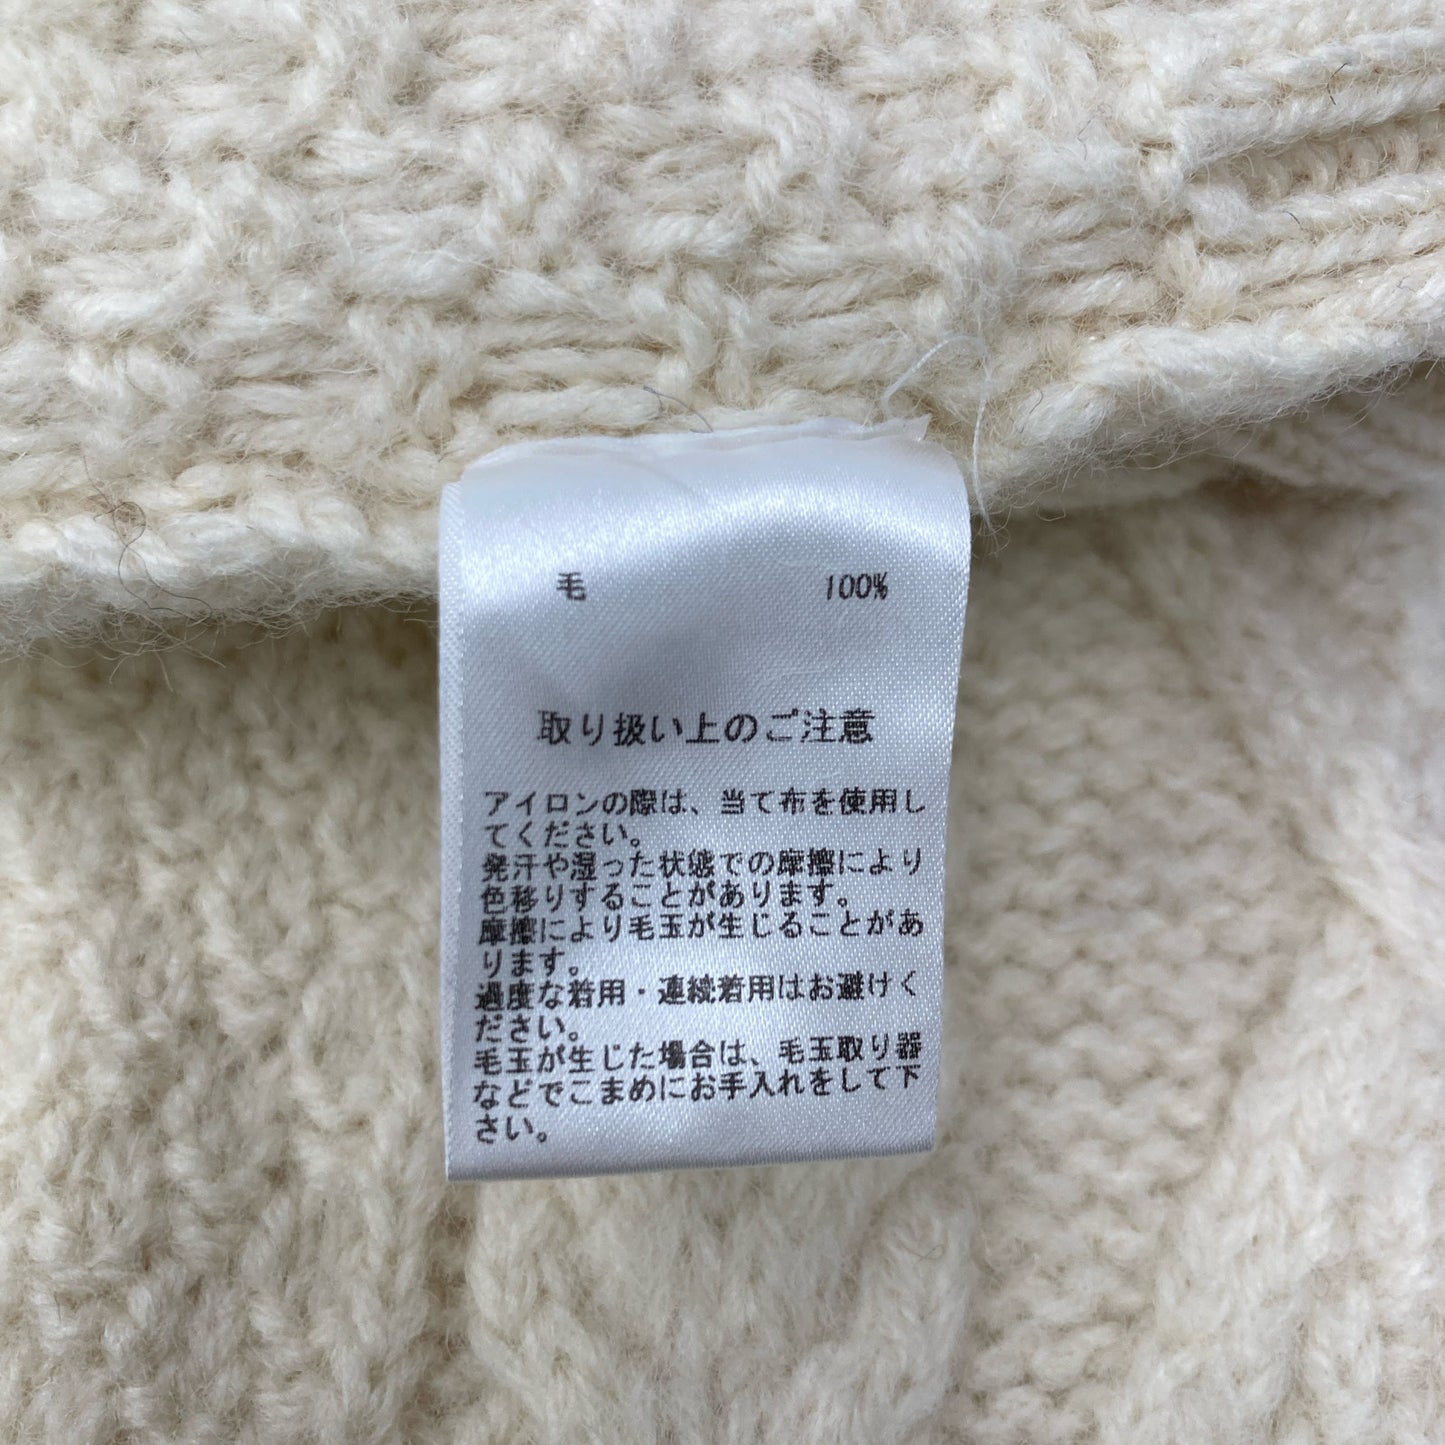 毛 100%
取り扱い上のご注意
アイロンの際は、当て布を使用し
てください。
発汗や湿った状態での摩擦により
色移りすることがあります。
摩擦により毛玉が生じることがあ
ります。
過度な着用・連続着用はお避けく
ださい。
毛玉が生じた場合は、毛玉取り器
などでこまめにお手入れをして下
さい。